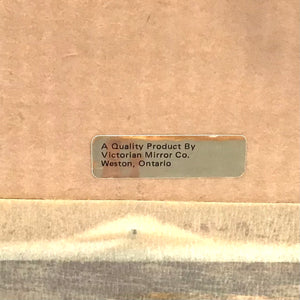 A Quality Product By
Victorian Mirror Co.
Weston, Ontario